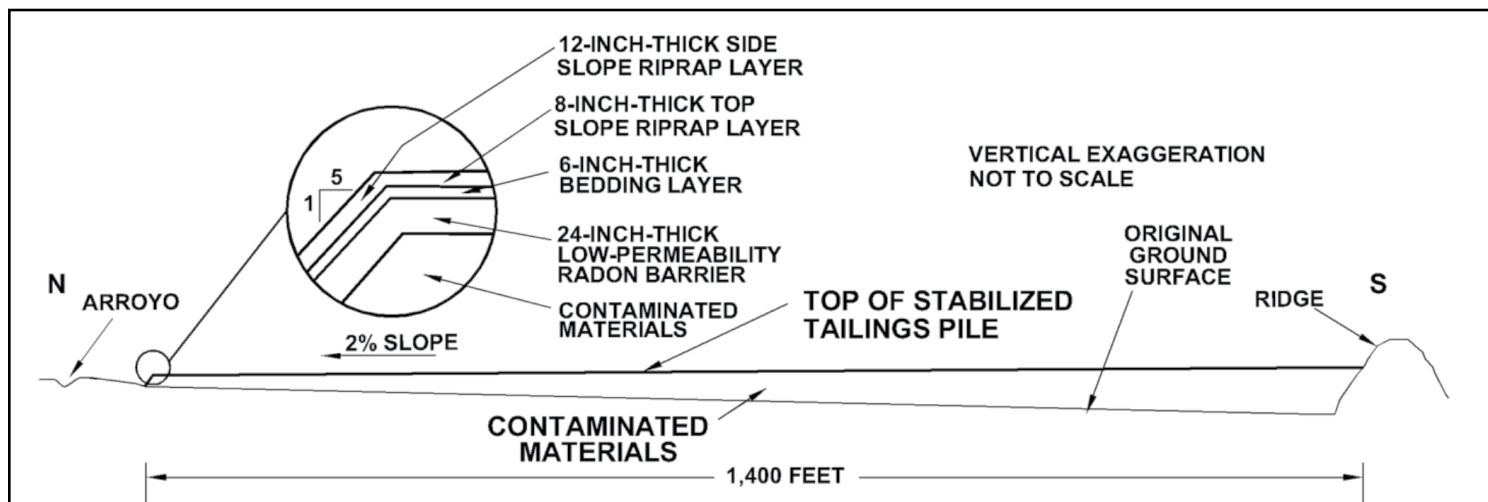 12-INCH-THICK SIDE
SLOPE RIPRAP LAYER
8-INCH-THICK TOP
SLOPE RIPRAP LAYER
6-INCH-THICK
BEDDING LAYER
24-INCH-THICK
LOW-PERMEABILITY
RADON BARRIER
CONTAMINATED
MATERIALS
5
1
VERTICAL EXAGGERATION
NOT TO SCALE
ORIGINAL
GROUND
SURFACE
N
ARROYO
RIDGE
S
2% SLOPE
TOP OF STABILIZED
TAILINGS PILE
CONTAMINATED
MATERIALS
1,400 FEET